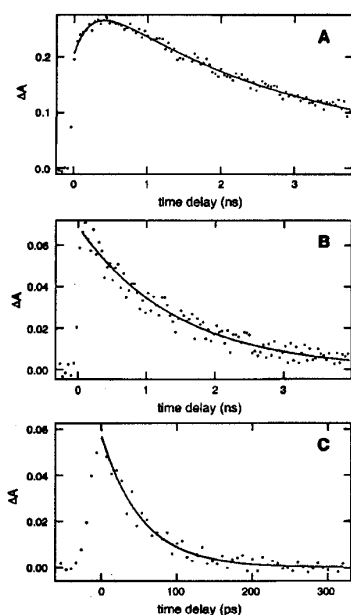 A
ΔA
0.2
0.1
0.0
0
1
2
3
time delay (ns)
B
ΔA
0.06
0.04
0.02
0.00
0
1
2
3
time delay (ns)
C
ΔA
0.06
0.04
0.02
0.00
0
100
200
300
time delay (ps)